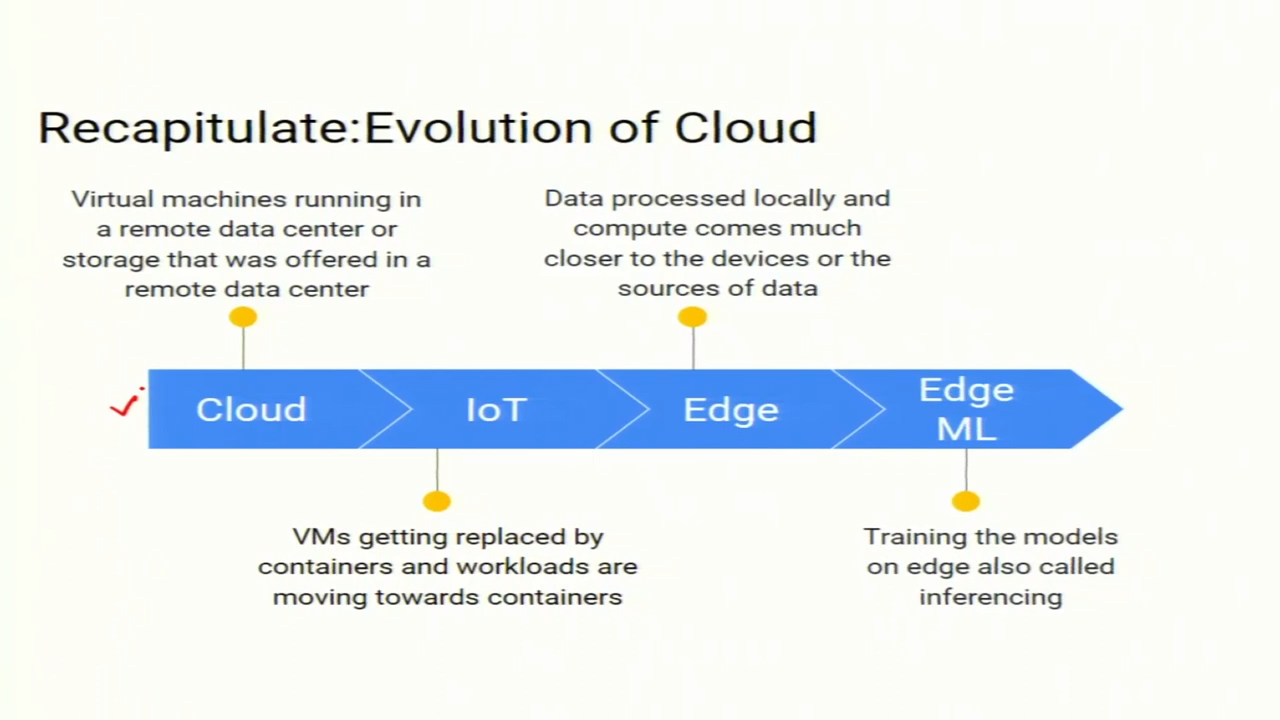 Recapitulate:Evolution of Cloud
Virtual machines running in
a remote data center or
storage that was offered in a
remote data center
Data processed locally and
compute comes much
closer to the devices or the
sources of data
Cloud
IoT
Edge
Edge
ML
VMs getting replaced by
containers and workloads are
moving towards containers
Training the models
on edge also called
inferencing